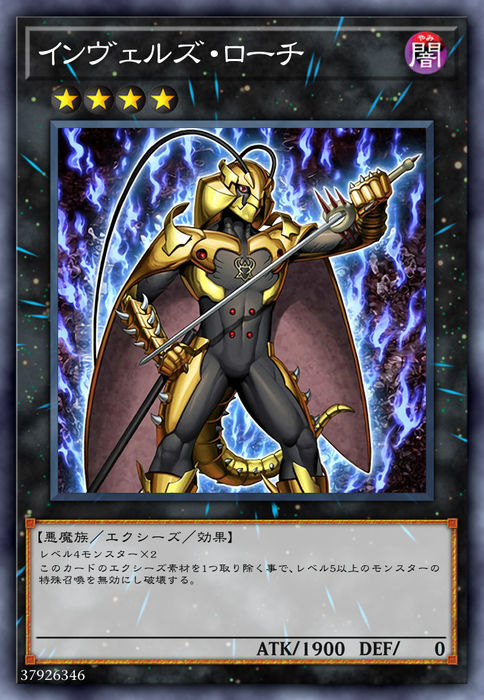 インヴェルズ・ローチ
やみ
闇
【悪魔族／エクシーズ／効果】
レベル4モンスター×2
このカードのエクシーズ素材を1つ取り除く事で、レベル5以上のモンスターの
特殊召喚を無効にし破壊する。
ATK/1900 DEF/ 0
37926346